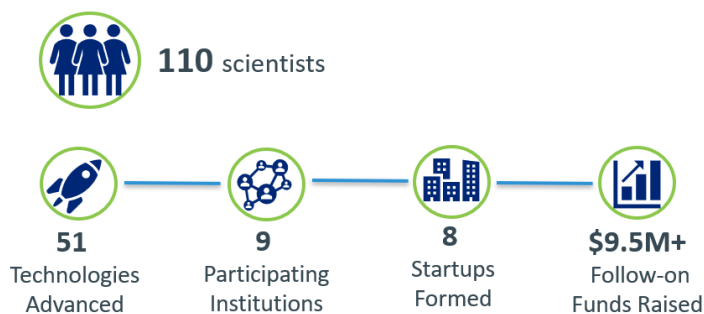 110 scientists
51
Technologies
Advanced
9
Participating
Institutions
8
Startups
Formed
$9.5M+
Follow-on
Funds Raised